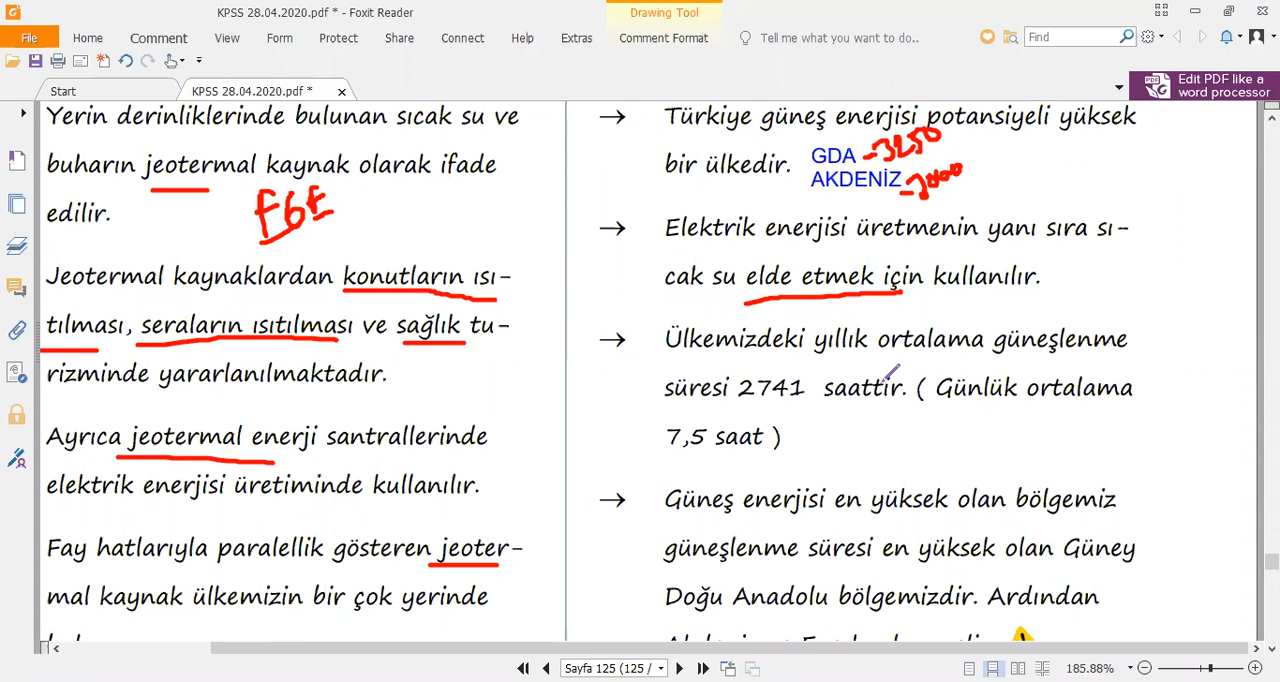 KPSS 28.04.2020.pdf * - Foxit Reader
Drawing Tool
File Home Comment View Form Protect Share Connect Help Extras Comment Format Tell me what you want to do.. Find
Start KPSS 28.04.2020.pdf *
Edit PDF like a
word processor
Yerin derinliklerinde bulunan sıcak su ve
buharın jeotermal kaynak olarak ifade
edilir.
Jeotermal kaynaklardan konutların ısı-
tılması, seraların ısıtılması ve sağlık tu-
rizminde yararlanılmaktadır.
Ayrıca jeotermal enerji santrallerinde
elektrik enerjisi üretiminde kullanılır.
Fay hatlarıyla paralellik gösteren jeoter-
mal kaynak ülkemizin bir çok yerinde
→ Türkiye güneş enerjisi potansiyeli yüksek
bir ülkedir.
GDA -3250
AKDENİZ
→ Elektrik enerjisi üretmenin yanı sıra sı-
cak su elde etmek için kullanılır.
→ Ülkemizdeki yıllık ortalama güneşlenme
süresi 2741 saattir. ( Günlük ortalama
7,5 saat )
→ Güneş enerjisi en yüksek olan bölgemiz
güneşlenme süresi en yüksek olan Güney
Doğu Anadolu bölgemizdir. Ardından
Sayfa 125 (125 /
185.88%